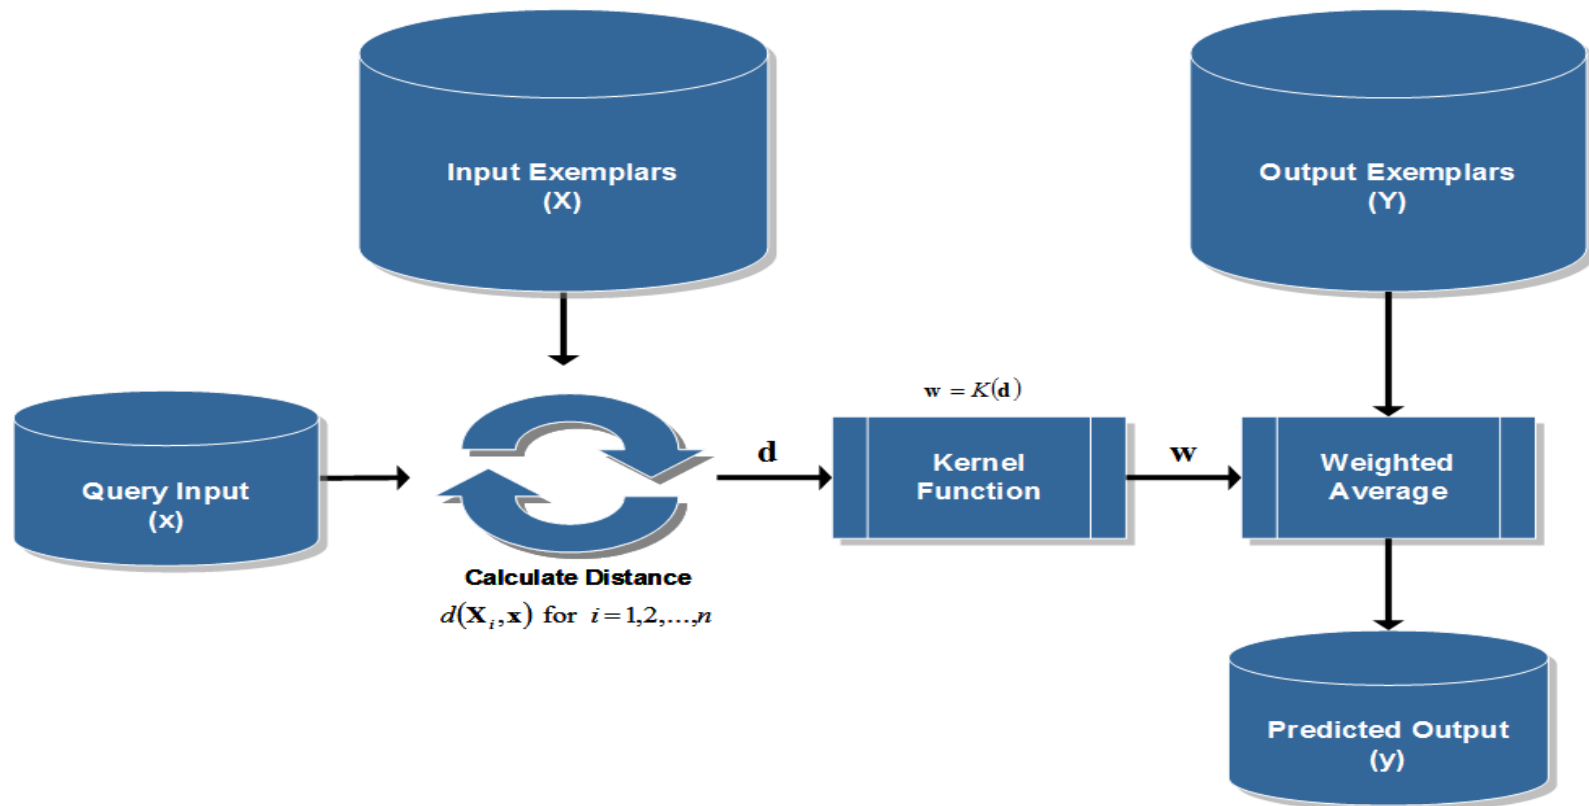 Input Exemplars
(X)
Output Exemplars
(Y)
w = K(d)
Query Input
(x)
d
Kernel
Function
w
Weighted
Average
Calculate Distance
d(Xᵢ,x) for i=1,2,...,n
Predicted Output
(y)